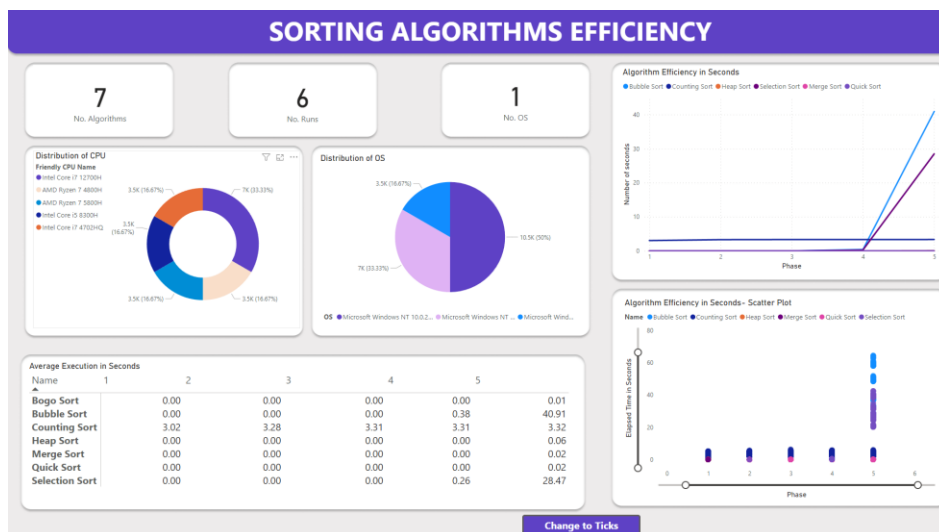 SORTING ALGORITHMS EFFICIENCY
7
No. Algorithms
6
No. Runs
1
No. OS
Distribution of CPU
Friendly CPU Name
Intel Core i7 12700H
AMD Ryzen 7 4800H
AMD Ryzen 7 5800H
Intel Core i5 8300H
Intel Core i7 4702HQ
3.5K (16.67%)
7K (33.33%)
3.5K
(16.67%)
3.5K (16.67%)
3.5K (16.67%)
Distribution of OS
3.5K (16.67%)
10.5K (50%)
7K (33.33%)
OS Microsoft Windows NT 10.0.2... Microsoft Windows NT ... Microsoft Wind...
Algorithm Efficiency in Seconds
Bubble Sort Counting Sort Heap Sort Selection Sort Merge Sort Quick Sort
Number of seconds
40
30
20
10
0
1 2 3 4 5
Phase
Algorithm Efficiency in Seconds- Scatter Plot
Name Bubble Sort Counting Sort Heap Sort Merge Sort Quick Sort Selection Sort
Elapsed Time in Seconds
80
60
40
20
0
0 1 2 3 4 5 6
Phase
Average Execution in Seconds
Name 1 2 3 4 5
Bogo Sort 0.00 0.00 0.00 0.00 0.01
Bubble Sort 0.00 0.00 0.00 0.38 40.91
Counting Sort 3.02 3.28 3.31 3.31 3.32
Heap Sort 0.00 0.00 0.00 0.00 0.06
Merge Sort 0.00 0.00 0.00 0.00 0.02
Quick Sort 0.00 0.00 0.00 0.00 0.02
Selection Sort 0.00 0.00 0.00 0.26 28.47
Change to Ticks